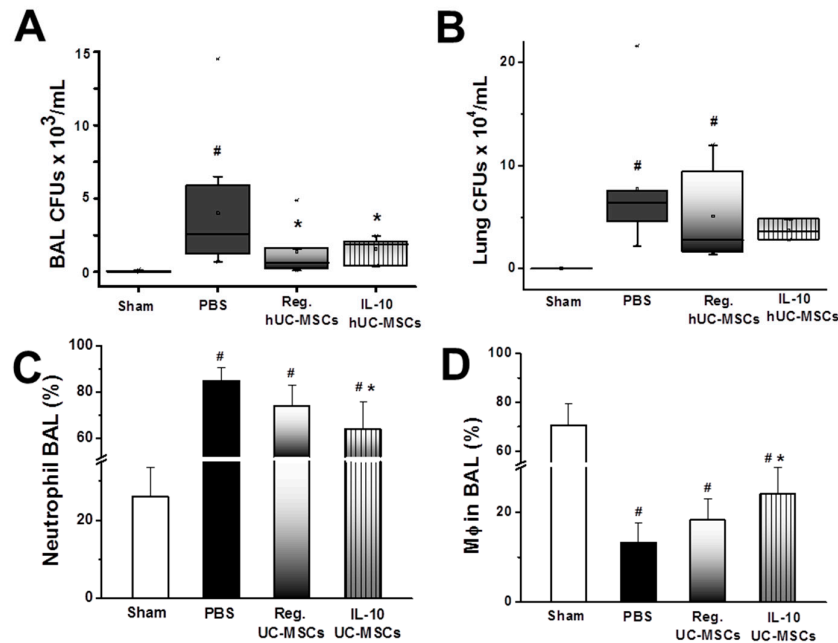 A
BAL CFUs x 10³/mL
15
10
5
0
#
*
*
Sham
PBS
Reg.
hUC-MSCs
IL-10
hUC-MSCs
B
Lung CFUs x 10⁴/mL
20
10
0
#
#
Sham
PBS
Reg.
hUC-MSCs
IL-10
hUC-MSCs
C
Neutrophil BAL (%)
100
80
60
20
0
#
#
# *
Sham
PBS
Reg.
UC-MSCs
IL-10
UC-MSCs
D
Mϕ in BAL (%)
100
80
60
20
0
#
#
# *
Sham
PBS
Reg.
UC-MSCs
IL-10
UC-MSCs